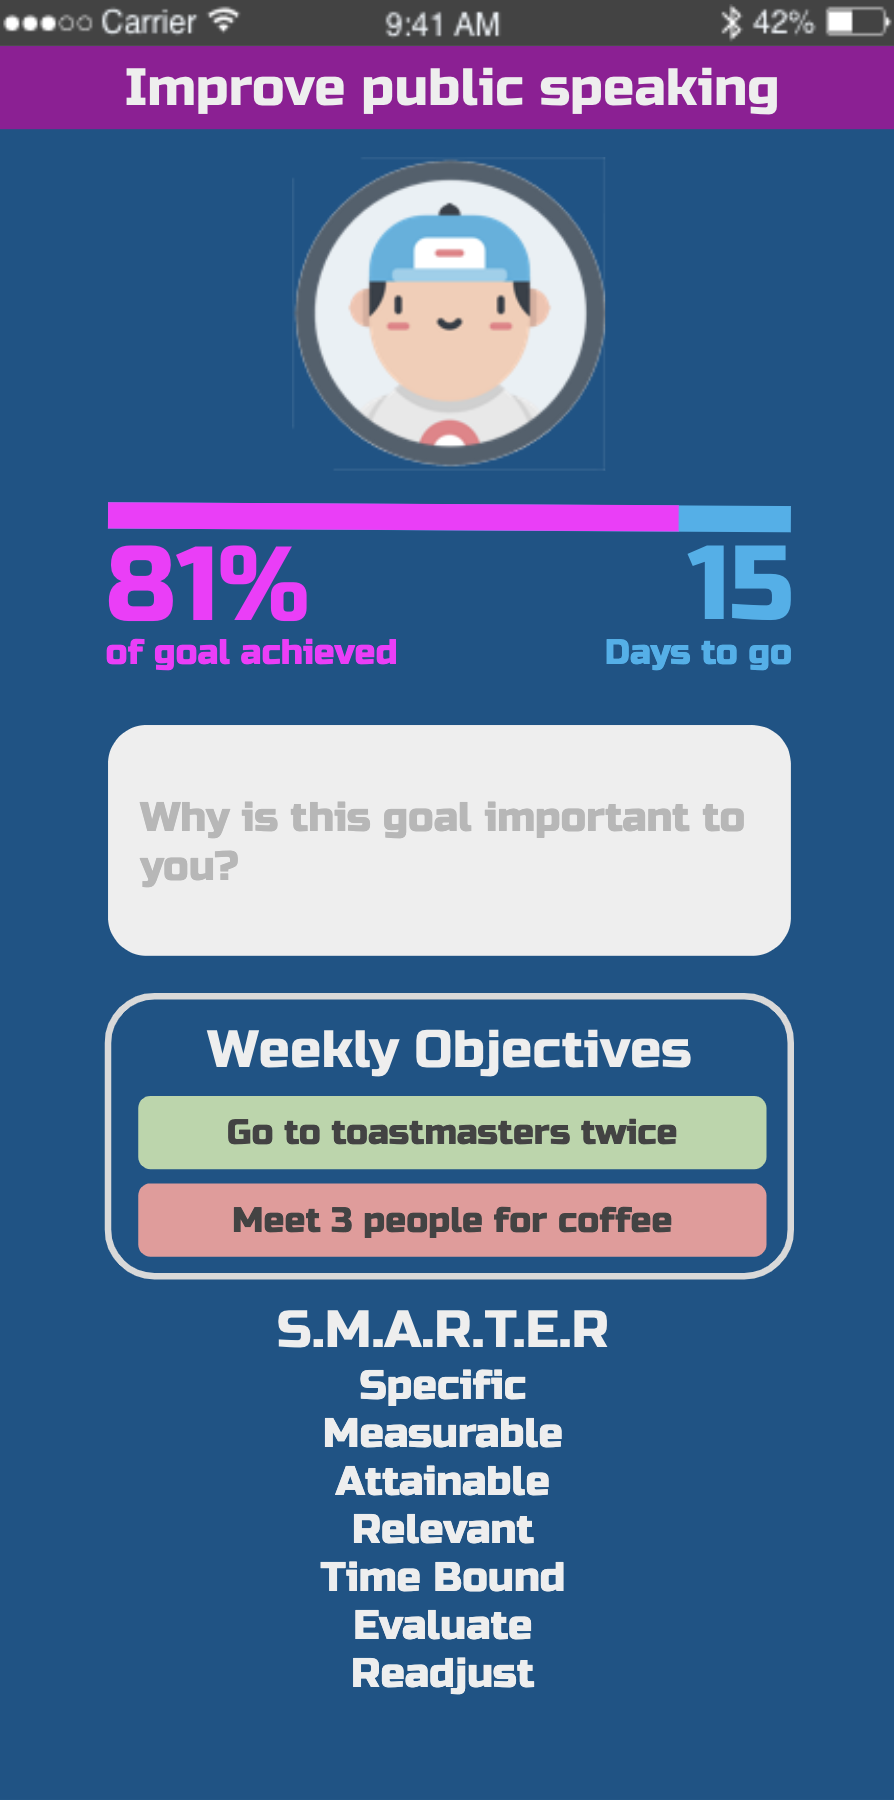 Carrier 9:41 AM 42%
Improve public speaking
81% 15
of goal achieved Days to go
Why is this goal important to
you?
Weekly Objectives
Go to toastmasters twice
Meet 3 people for coffee
S.M.A.R.T.E.R
Specific
Measurable
Attainable
Relevant
Time Bound
Evaluate
Readjust